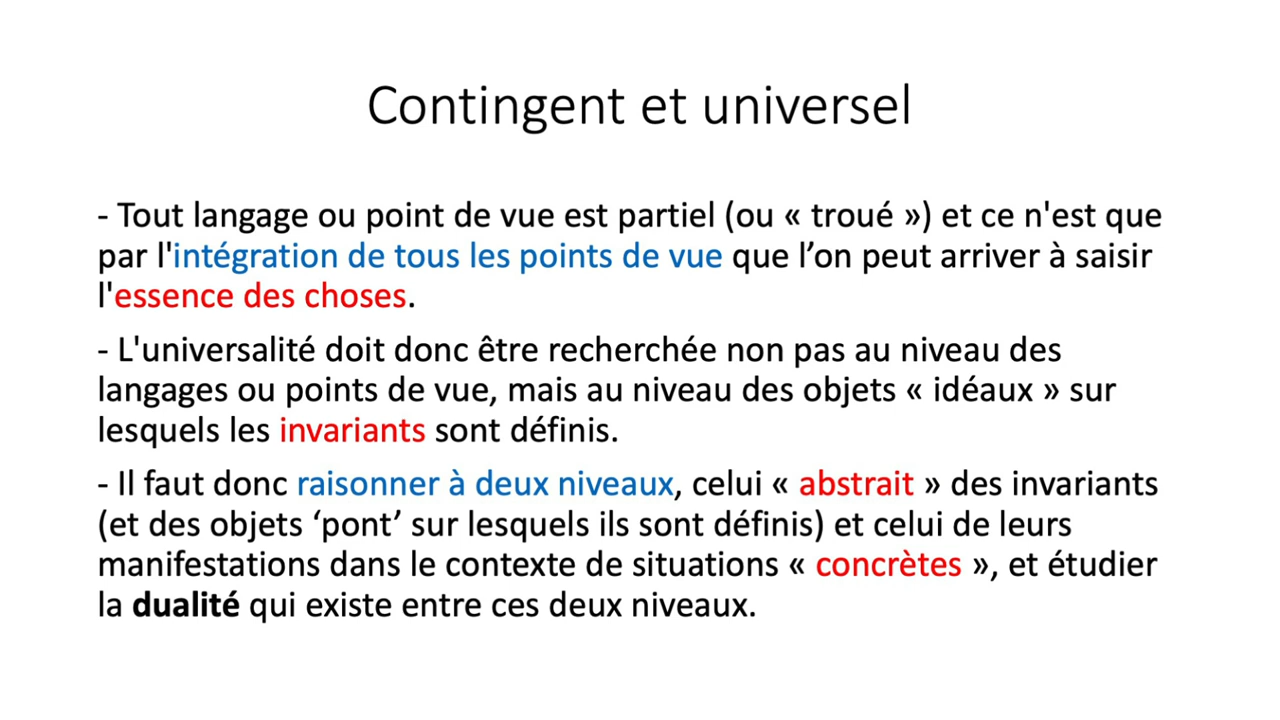 Contingent et universel
- Tout langage ou point de vue est partiel (ou « troué ») et ce n'est que
par l'intégration de tous les points de vue que l’on peut arriver à saisir
l'essence des choses.
- L'universalité doit donc être recherchée non pas au niveau des
langages ou points de vue, mais au niveau des objets « idéaux » sur
lesquels les invariants sont définis.
- Il faut donc raisonner à deux niveaux, celui « abstrait » des invariants
(et des objets ‘pont’ sur lesquels ils sont définis) et celui de leurs
manifestations dans le contexte de situations « concrètes », et étudier
la dualité qui existe entre ces deux niveaux.